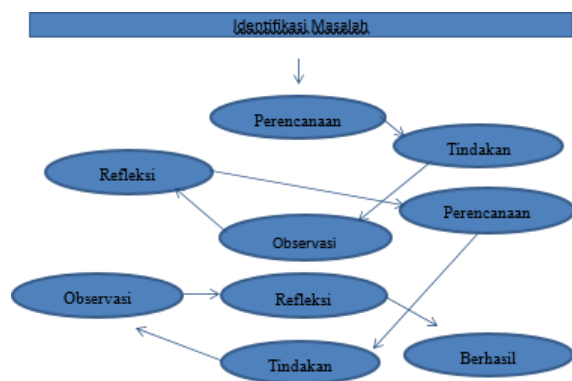 Identifikasi Masalah
Perencanaan
Tindakan
Refleksi
Perencanaan
Observasi
Observasi
Refleksi
Tindakan
Berhasil